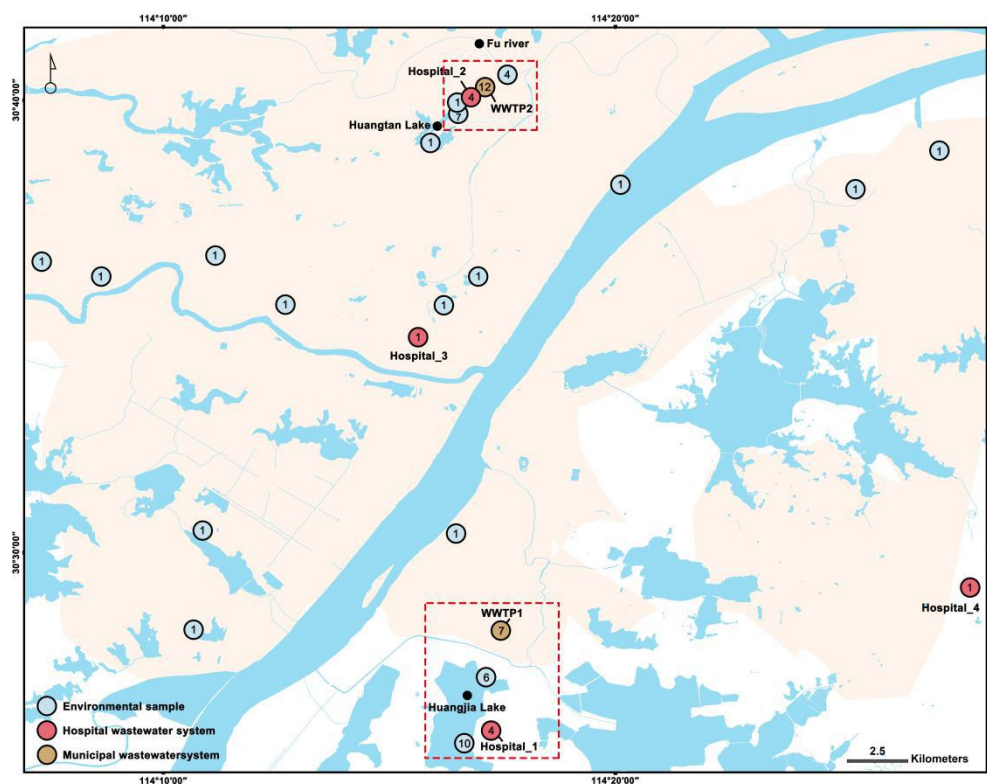 114°10′00″
114°20′00″
Fu river
Hospital_2
4
12
WWTP2
30°40′00″
1
4
7
Huangtan Lake
1
1
1
1
1
1
1
1
1
1
1
1
Hospital_3
1
30°30′00″
1
1
Hospital_4
WWTP1
7
1
6
Huangjia Lake
Environmental sample
Hospital wastewater system
4
10
Hospital_1
Municipal wastewatersystem
2.5
Kilometers
114°10′00″
114°20′00″